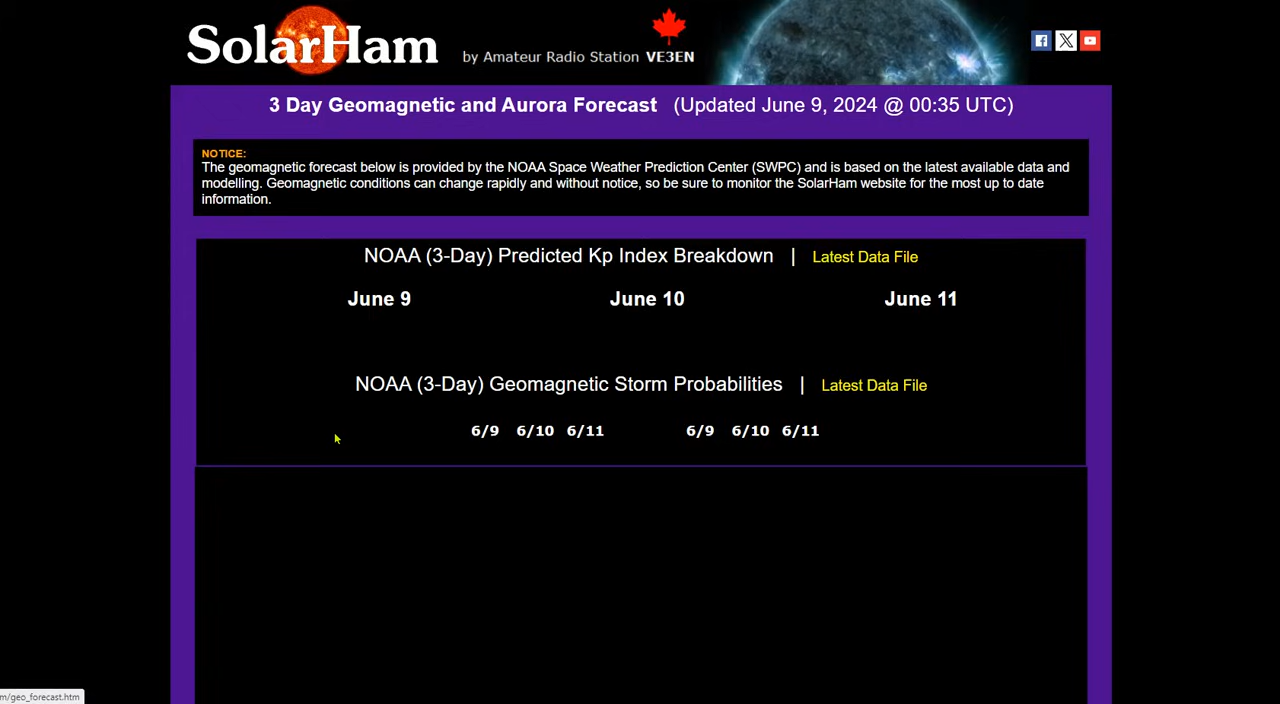 SolarHam
by Amateur Radio Station VE3EN
3 Day Geomagnetic and Aurora Forecast (Updated June 9, 2024 @ 00:35 UTC)
NOTICE:
The geomagnetic forecast below is provided by the NOAA Space Weather Prediction Center (SWPC) and is based on the latest available data and
modelling. Geomagnetic conditions can change rapidly and without notice, so be sure to monitor the SolarHam website for the most up to date
information.
NOAA (3-Day) Predicted Kp Index Breakdown | Latest Data File
June 9 June 10 June 11
NOAA (3-Day) Geomagnetic Storm Probabilities | Latest Data File
6/9 6/10 6/11 6/9 6/10 6/11
m/geo_forecast.htm